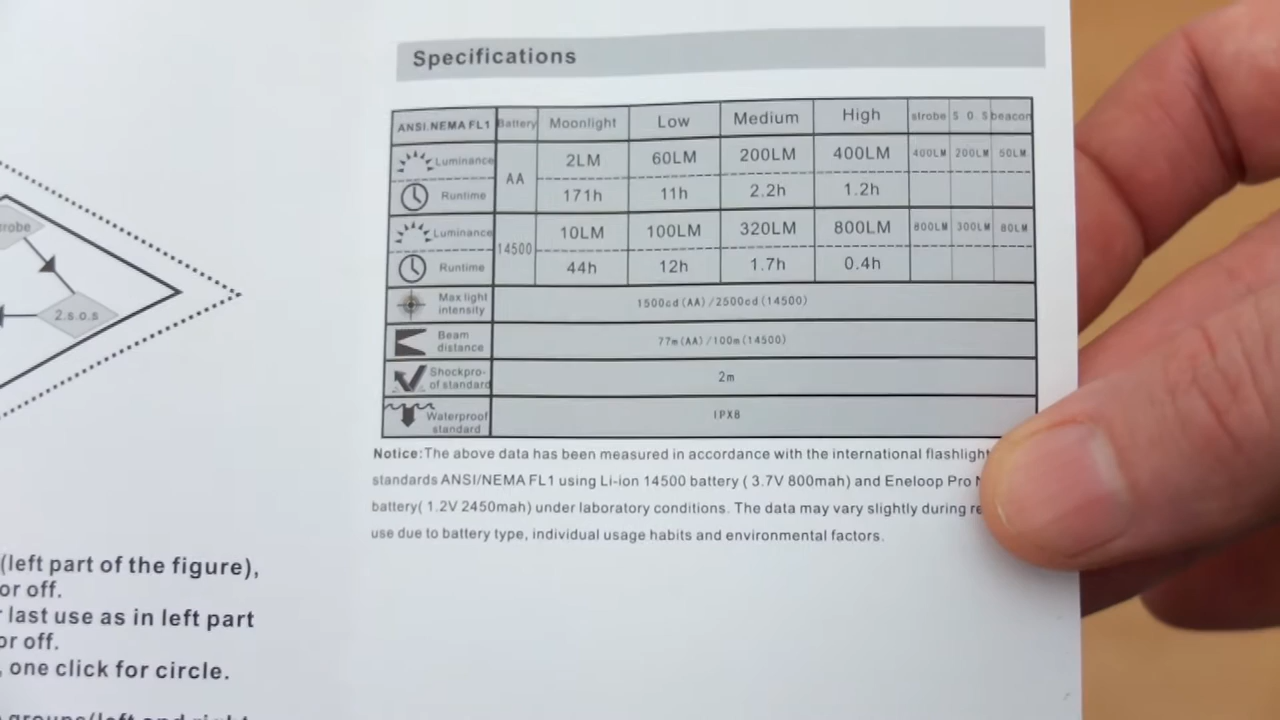 Specifications
ANSI.NEMA FL1 Battery Moonlight Low Medium High strobe S O S beacon
Luminance AA 2LM 60LM 200LM 400LM 400LM 200LM 50LM
Runtime 171h 11h 2.2h 1.2h
Luminance 14500 10LM 100LM 320LM 800LM 800LM 300LM 80LM
Runtime 44h 12h 1.7h 0.4h
Max light
intensity
1500cd(AA)/2500cd(14500)
Beam
distance
77m(AA)/100m(14500)
Shockpro-
of standard
2m
Waterproof
standard
IPX8
Notice:The above data has been measured in accordance with the international flashlight
standards ANSI/NEMA FL1 using Li-ion 14500 battery ( 3.7V 800mah) and Eneloop Pro
battery( 1.2V 2450mah) under laboratory conditions. The data may vary slightly during
use due to battery type, individual usage habits and environmental factors.
2.s.o.s
(left part of the figure),
or off.
last use as in left part
or off.
, one click for circle.